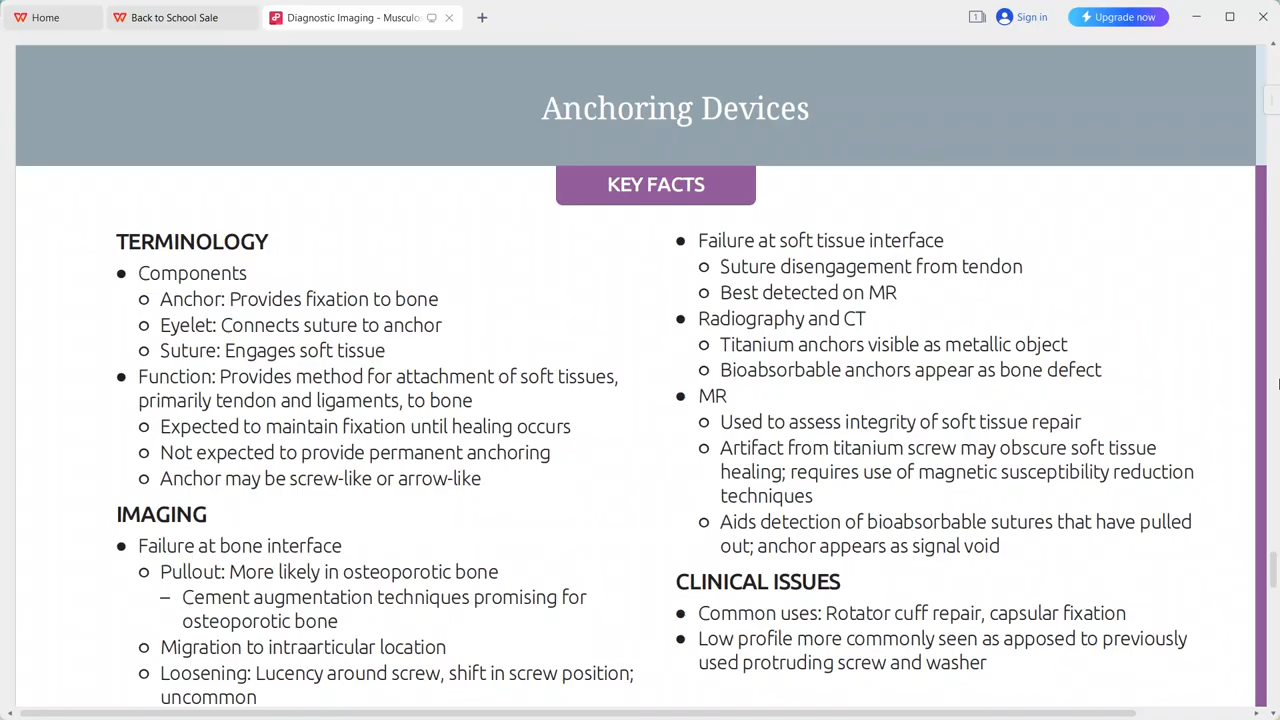 Home
Back to School Sale
Diagnostic Imaging - Musculo
1
Sign in
Upgrade now
Anchoring Devices
KEY FACTS
TERMINOLOGY
● Components
○ Anchor: Provides fixation to bone
○ Eyelet: Connects suture to anchor
○ Suture: Engages soft tissue
● Function: Provides method for attachment of soft tissues,
primarily tendon and ligaments, to bone
○ Expected to maintain fixation until healing occurs
○ Not expected to provide permanent anchoring
○ Anchor may be screw-like or arrow-like
IMAGING
● Failure at bone interface
○ Pullout: More likely in osteoporotic bone
– Cement augmentation techniques promising for
osteoporotic bone
○ Migration to intraarticular location
○ Loosening: Lucency around screw, shift in screw position;
uncommon
● Failure at soft tissue interface
○ Suture disengagement from tendon
○ Best detected on MR
● Radiography and CT
○ Titanium anchors visible as metallic object
○ Bioabsorbable anchors appear as bone defect
● MR
○ Used to assess integrity of soft tissue repair
○ Artifact from titanium screw may obscure soft tissue
healing; requires use of magnetic susceptibility reduction
techniques
○ Aids detection of bioabsorbable sutures that have pulled
out; anchor appears as signal void
CLINICAL ISSUES
● Common uses: Rotator cuff repair, capsular fixation
● Low profile more commonly seen as apposed to previously
used protruding screw and washer